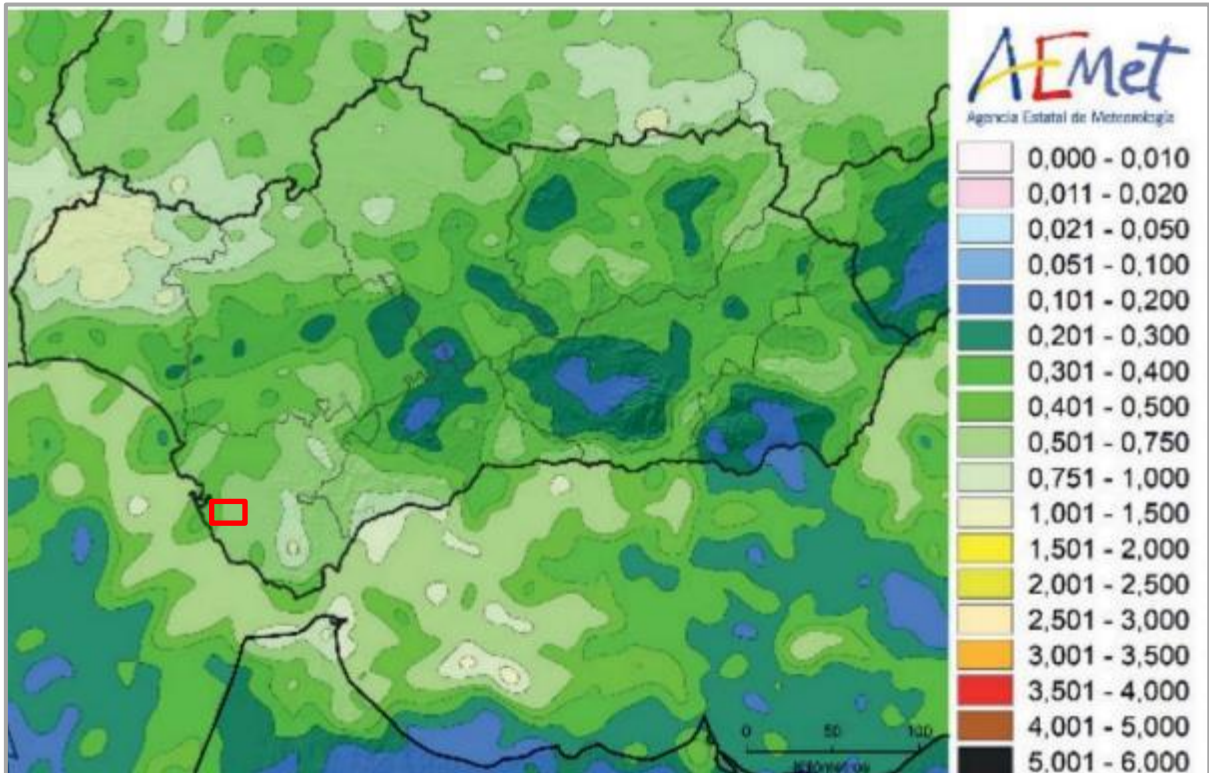 AEMet
Agencia Estatal de Meteorología
0,000 - 0,010
0,011 - 0,020
0,021 - 0,050
0,051 - 0,100
0,101 - 0,200
0,201 - 0,300
0,301 - 0,400
0,401 - 0,500
0,501 - 0,750
0,751 - 1,000
1,001 - 1,500
1,501 - 2,000
2,001 - 2,500
2,501 - 3,000
3,001 - 3,500
3,501 - 4,000
4,001 - 5,000
5,001 - 6,000
0 50 100
Kilómetros